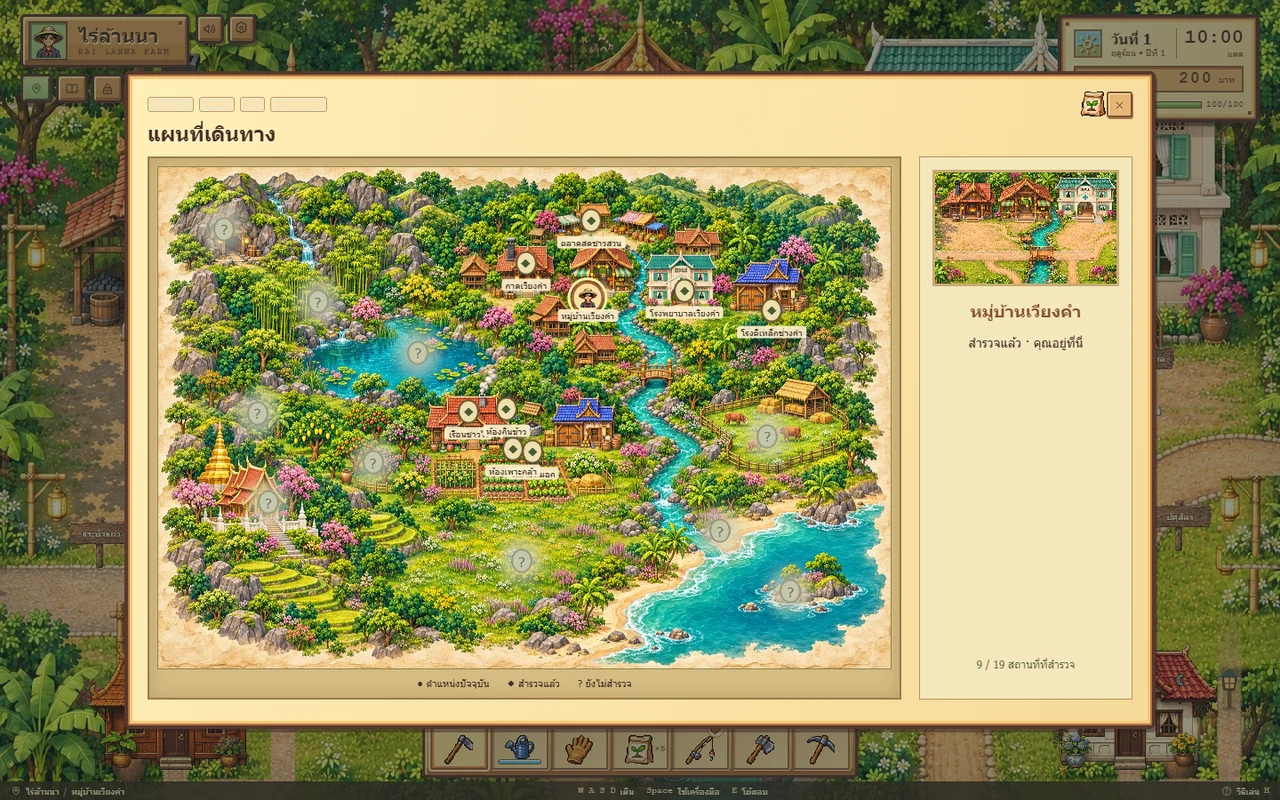 ไร่ล้านนา
RAI LANNA FARM
วันที่ 1
ฤดูร้อน • ปีที่ 1
10:00
แดด
200 บาท
100/100
แผนที่เดินทาง
ตลาดสดชาวสวน
กาดเวียงคำ
หมู่บ้านเวียงคำ
โรงพยาบาลเวียงคำ
โรงตีเหล็กช่างคำ
ห้องกินข้าว
ห้องเพาะกล้า
หมู่บ้านเวียงคำ
สำรวจแล้ว · คุณอยู่ที่นี่
9 / 19 สถานที่ที่สำรวจ
● ตำแหน่งปัจจุบัน ◆ สำรวจแล้ว ? ยังไม่สำรวจ
×5
ไร่ล้านนา / หมู่บ้านเวียงคำ
W A S D เดิน Space ใช้เครื่องมือ E โต้ตอบ
วิธีเล่น H